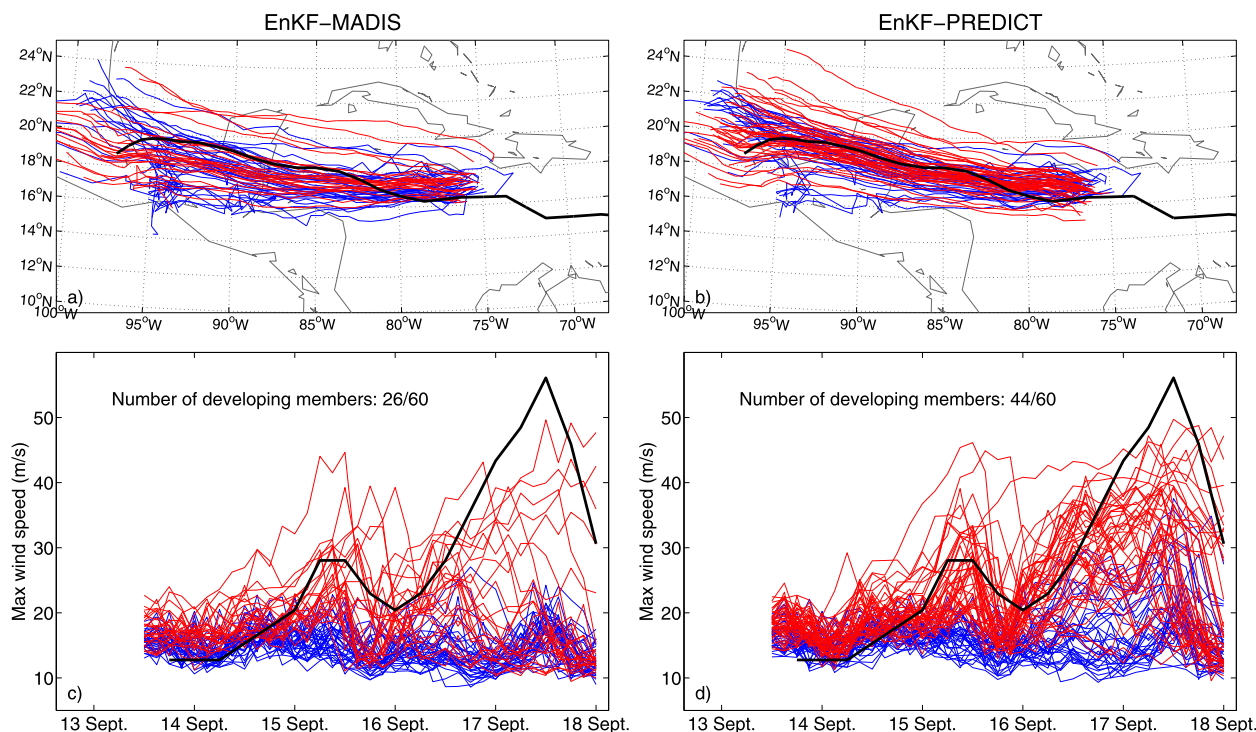 EnKF−MADIS
EnKF−PREDICT
24°N
22°N
20°N
18°N
16°N
14°N
12°N
10°N
a)
100°W
95°W
90°W
85°W
80°W
75°W
70°W
24°N
22°N
20°N
18°N
16°N
14°N
12°N
10°N
b)
100°W
95°W
90°W
85°W
80°W
75°W
70°W
Max wind speed (m/s)
50
40
30
20
10
Number of developing members: 26/60
c)
13 Sept.
14 Sept.
15 Sept.
16 Sept.
17 Sept.
18 Sept.
Max wind speed (m/s)
50
40
30
20
10
Number of developing members: 44/60
d)
13 Sept.
14 Sept.
15 Sept.
16 Sept.
17 Sept.
18 Sept.